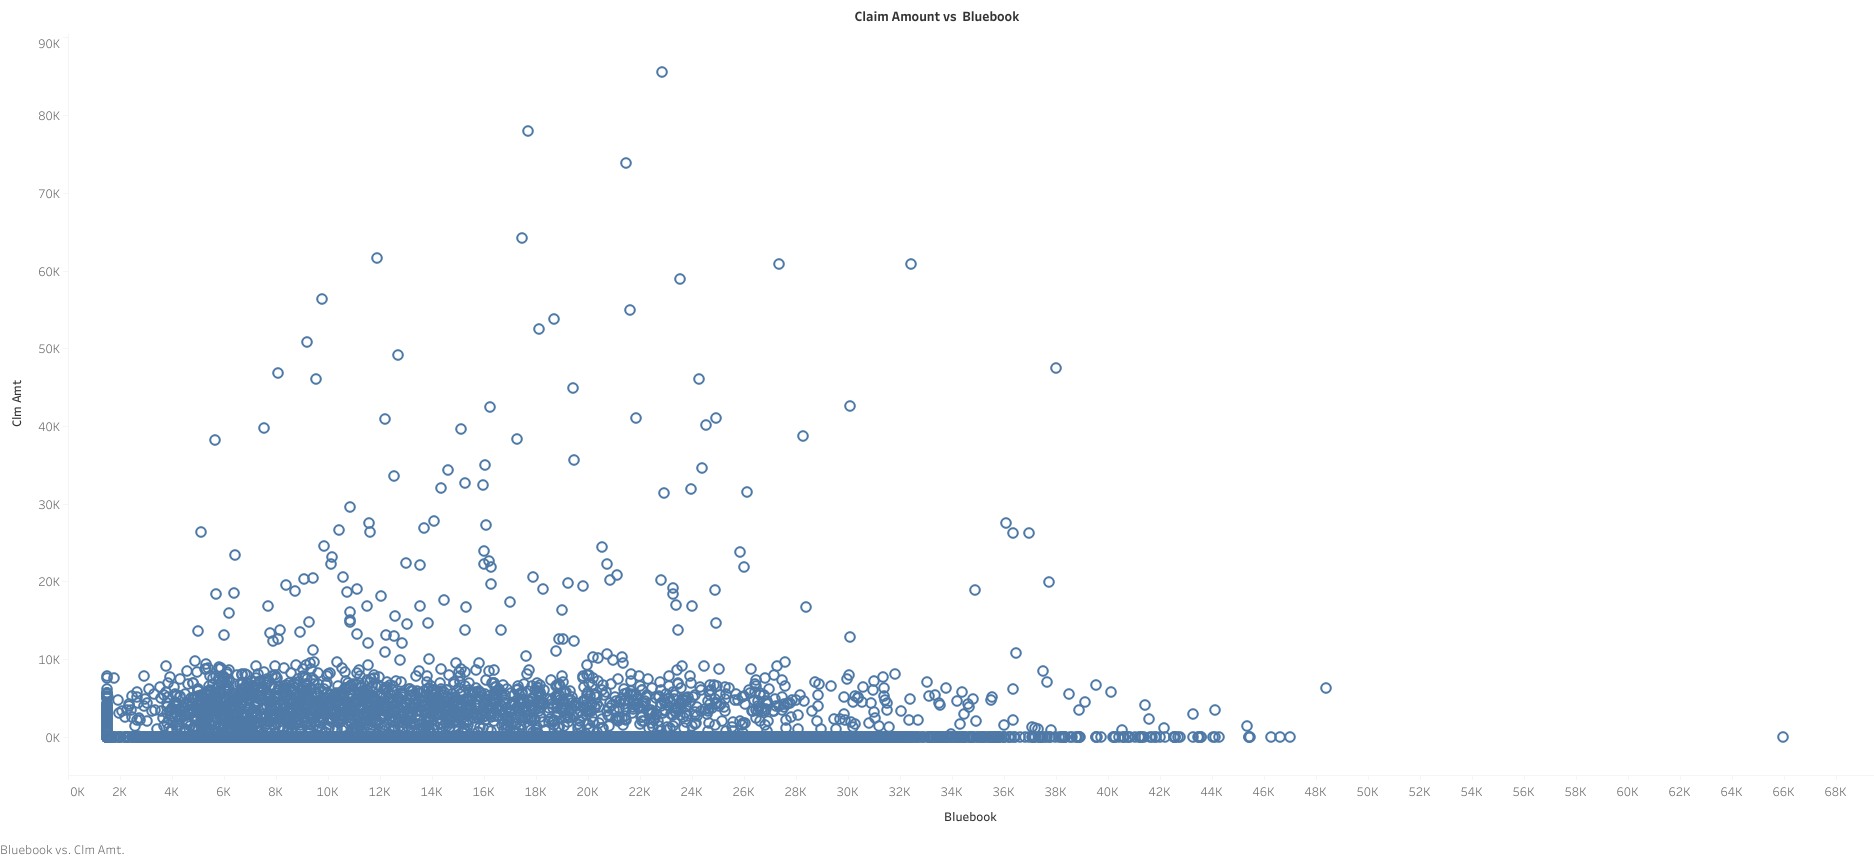 Claim Amount vs  Bluebook
90K
80K
70K
60K
50K
40K
30K
20K
10K
0K
Clm Amt
0K 2K 4K 6K 8K 10K 12K 14K 16K 18K 20K 22K 24K 26K 28K 30K 32K 34K 36K 38K 40K 42K 44K 46K 48K 50K 52K 54K 56K 58K 60K 62K 64K 66K 68K
Bluebook
Bluebook vs. Clm Amt.